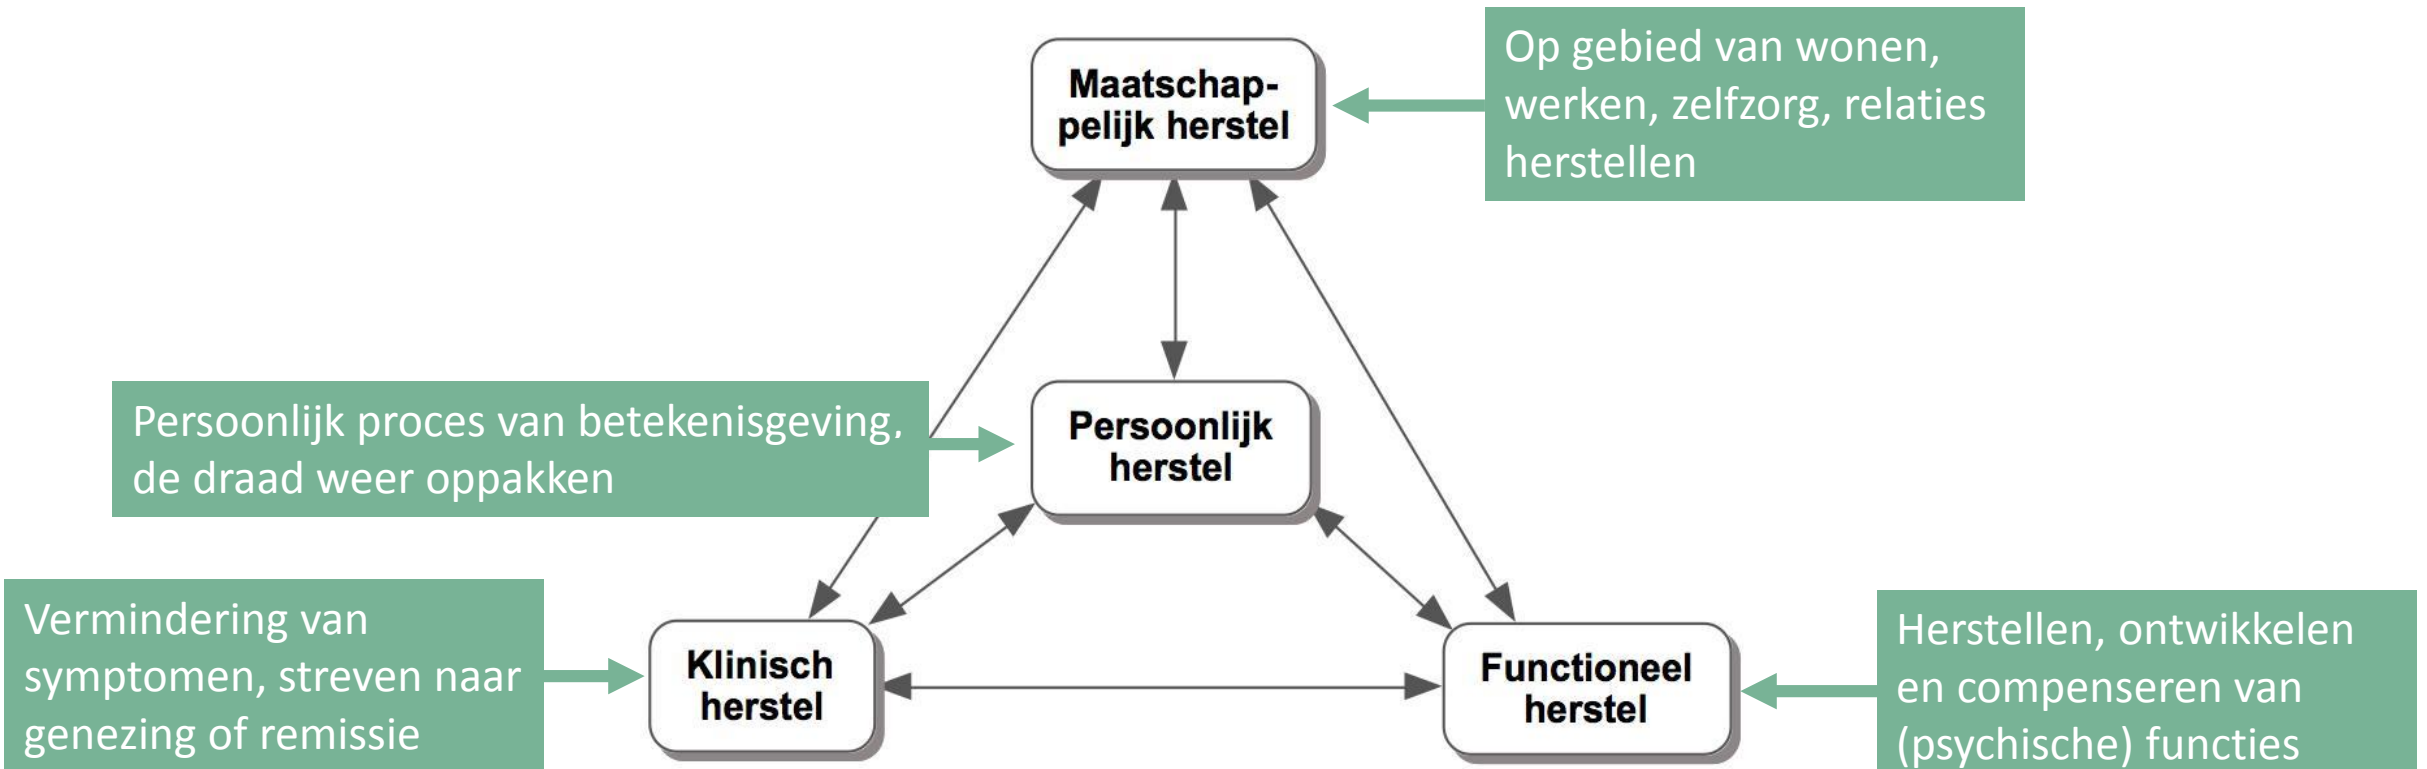 Maatschap-
pelijk herstel
Op gebied van wonen,
werken, zelfzorg, relaties
herstellen
Persoonlijk proces van betekenisgeving,
de draad weer oppakken
Persoonlijk
herstel
Vermindering van
symptomen, streven naar
genezing of remissie
Klinisch
herstel
Functioneel
herstel
Herstellen, ontwikkelen
en compenseren van
(psychische) functies